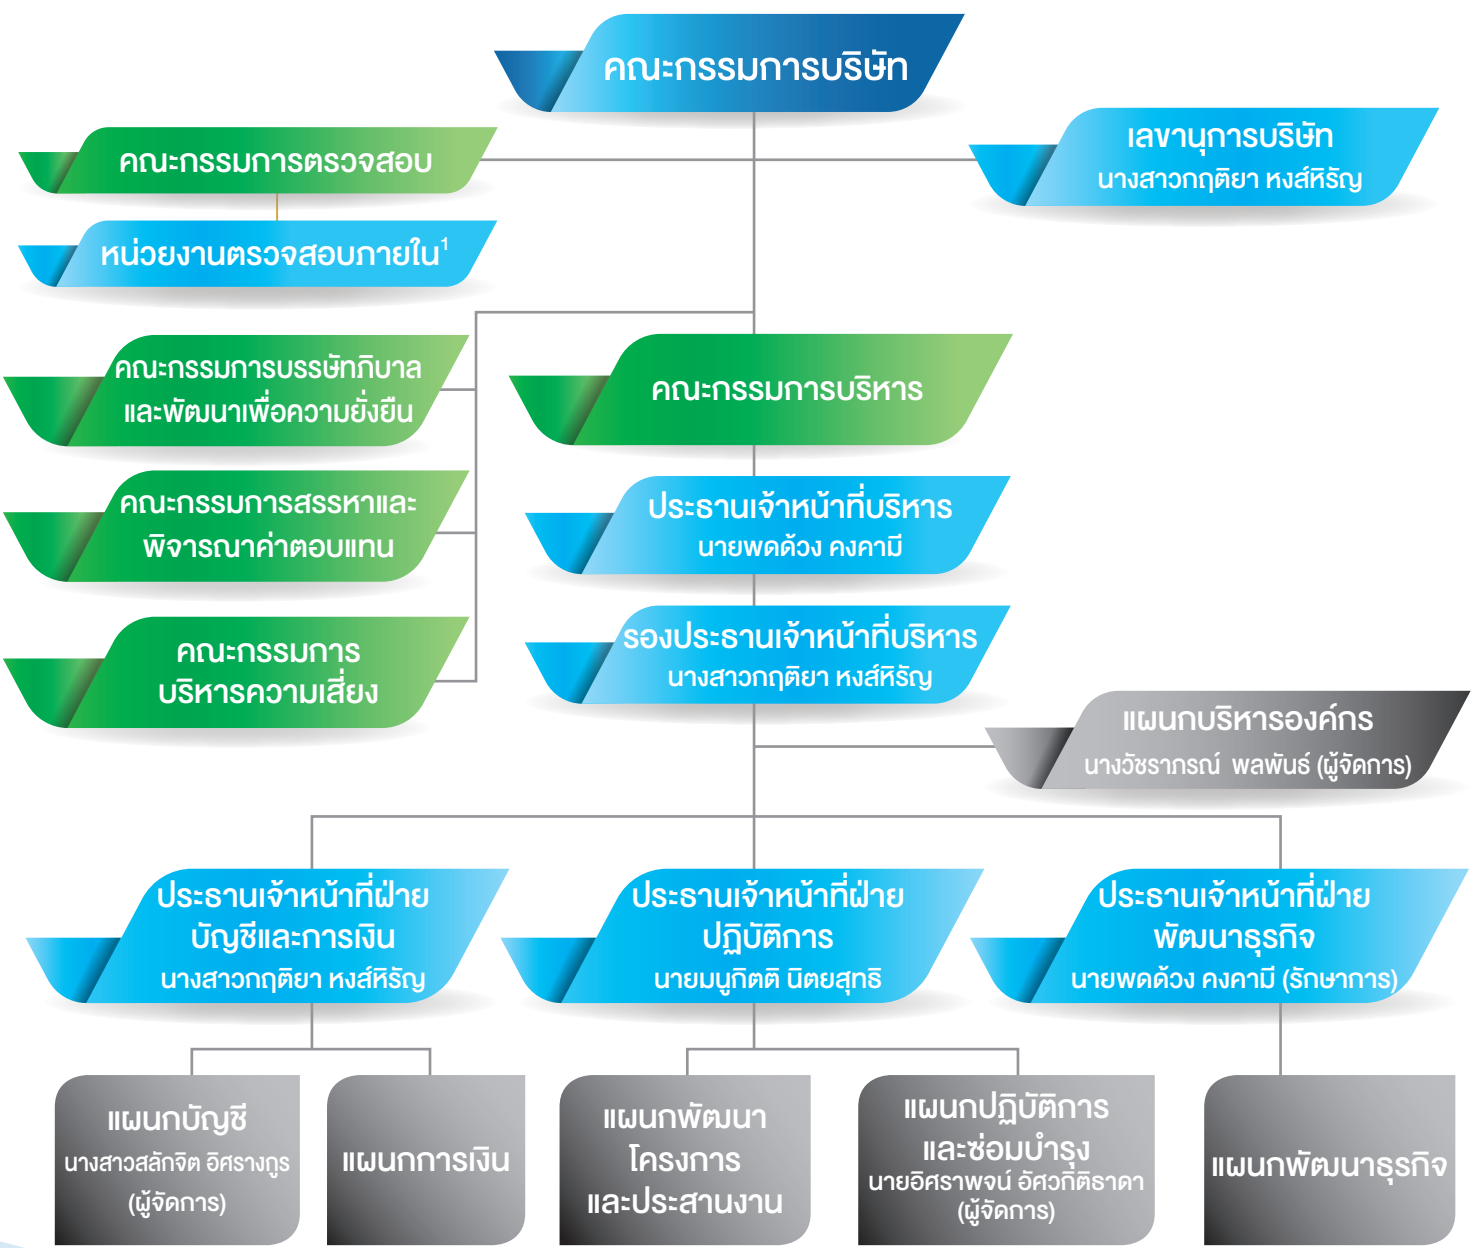 คณะกรรมการบริษัท
คณะกรรมการตรวจสอบ
เลขานุการบริษัท
นางสาวกฤติยา หงส์หิรัญ
หน่วยงานตรวจสอบภายใน¹
คณะกรรมการบรรษัทภิบาล
และพัฒนาเพื่อความยั่งยืน
คณะกรรมการบริหาร
คณะกรรมการสรรหาและ
พิจารณาค่าตอบแทน
ประธานเจ้าหน้าที่บริหาร
นายพดด้วง คงคามี
คณะกรรมการ
บริหารความเสี่ยง
รองประธานเจ้าหน้าที่บริหาร
นางสาวกฤติยา หงส์หิรัญ
แผนกบริหารองค์กร
นางวัชราภรณ์ พลพันธ์ (ผู้จัดการ)
ประธานเจ้าหน้าที่ฝ่าย
บัญชีและการเงิน
นางสาวกฤติยา หงส์หิรัญ
ประธานเจ้าหน้าที่ฝ่าย
ปฏิบัติการ
นายมนูกิตติ นิตยสุทธิ
ประธานเจ้าหน้าที่ฝ่าย
พัฒนาธุรกิจ
นายพดด้วง คงคามี (รักษาการ)
แผนกบัญชี
นางสาวสลักจิต อิศรางกูร
(ผู้จัดการ)
แผนกการเงิน
แผนกพัฒนา
โครงการ
และประสานงาน
แผนกปฏิบัติการ
และซ่อมบำรุง
นายอิศราพจน์ อัศวกิติธาดา
(ผู้จัดการ)
แผนกพัฒนาธุรกิจ